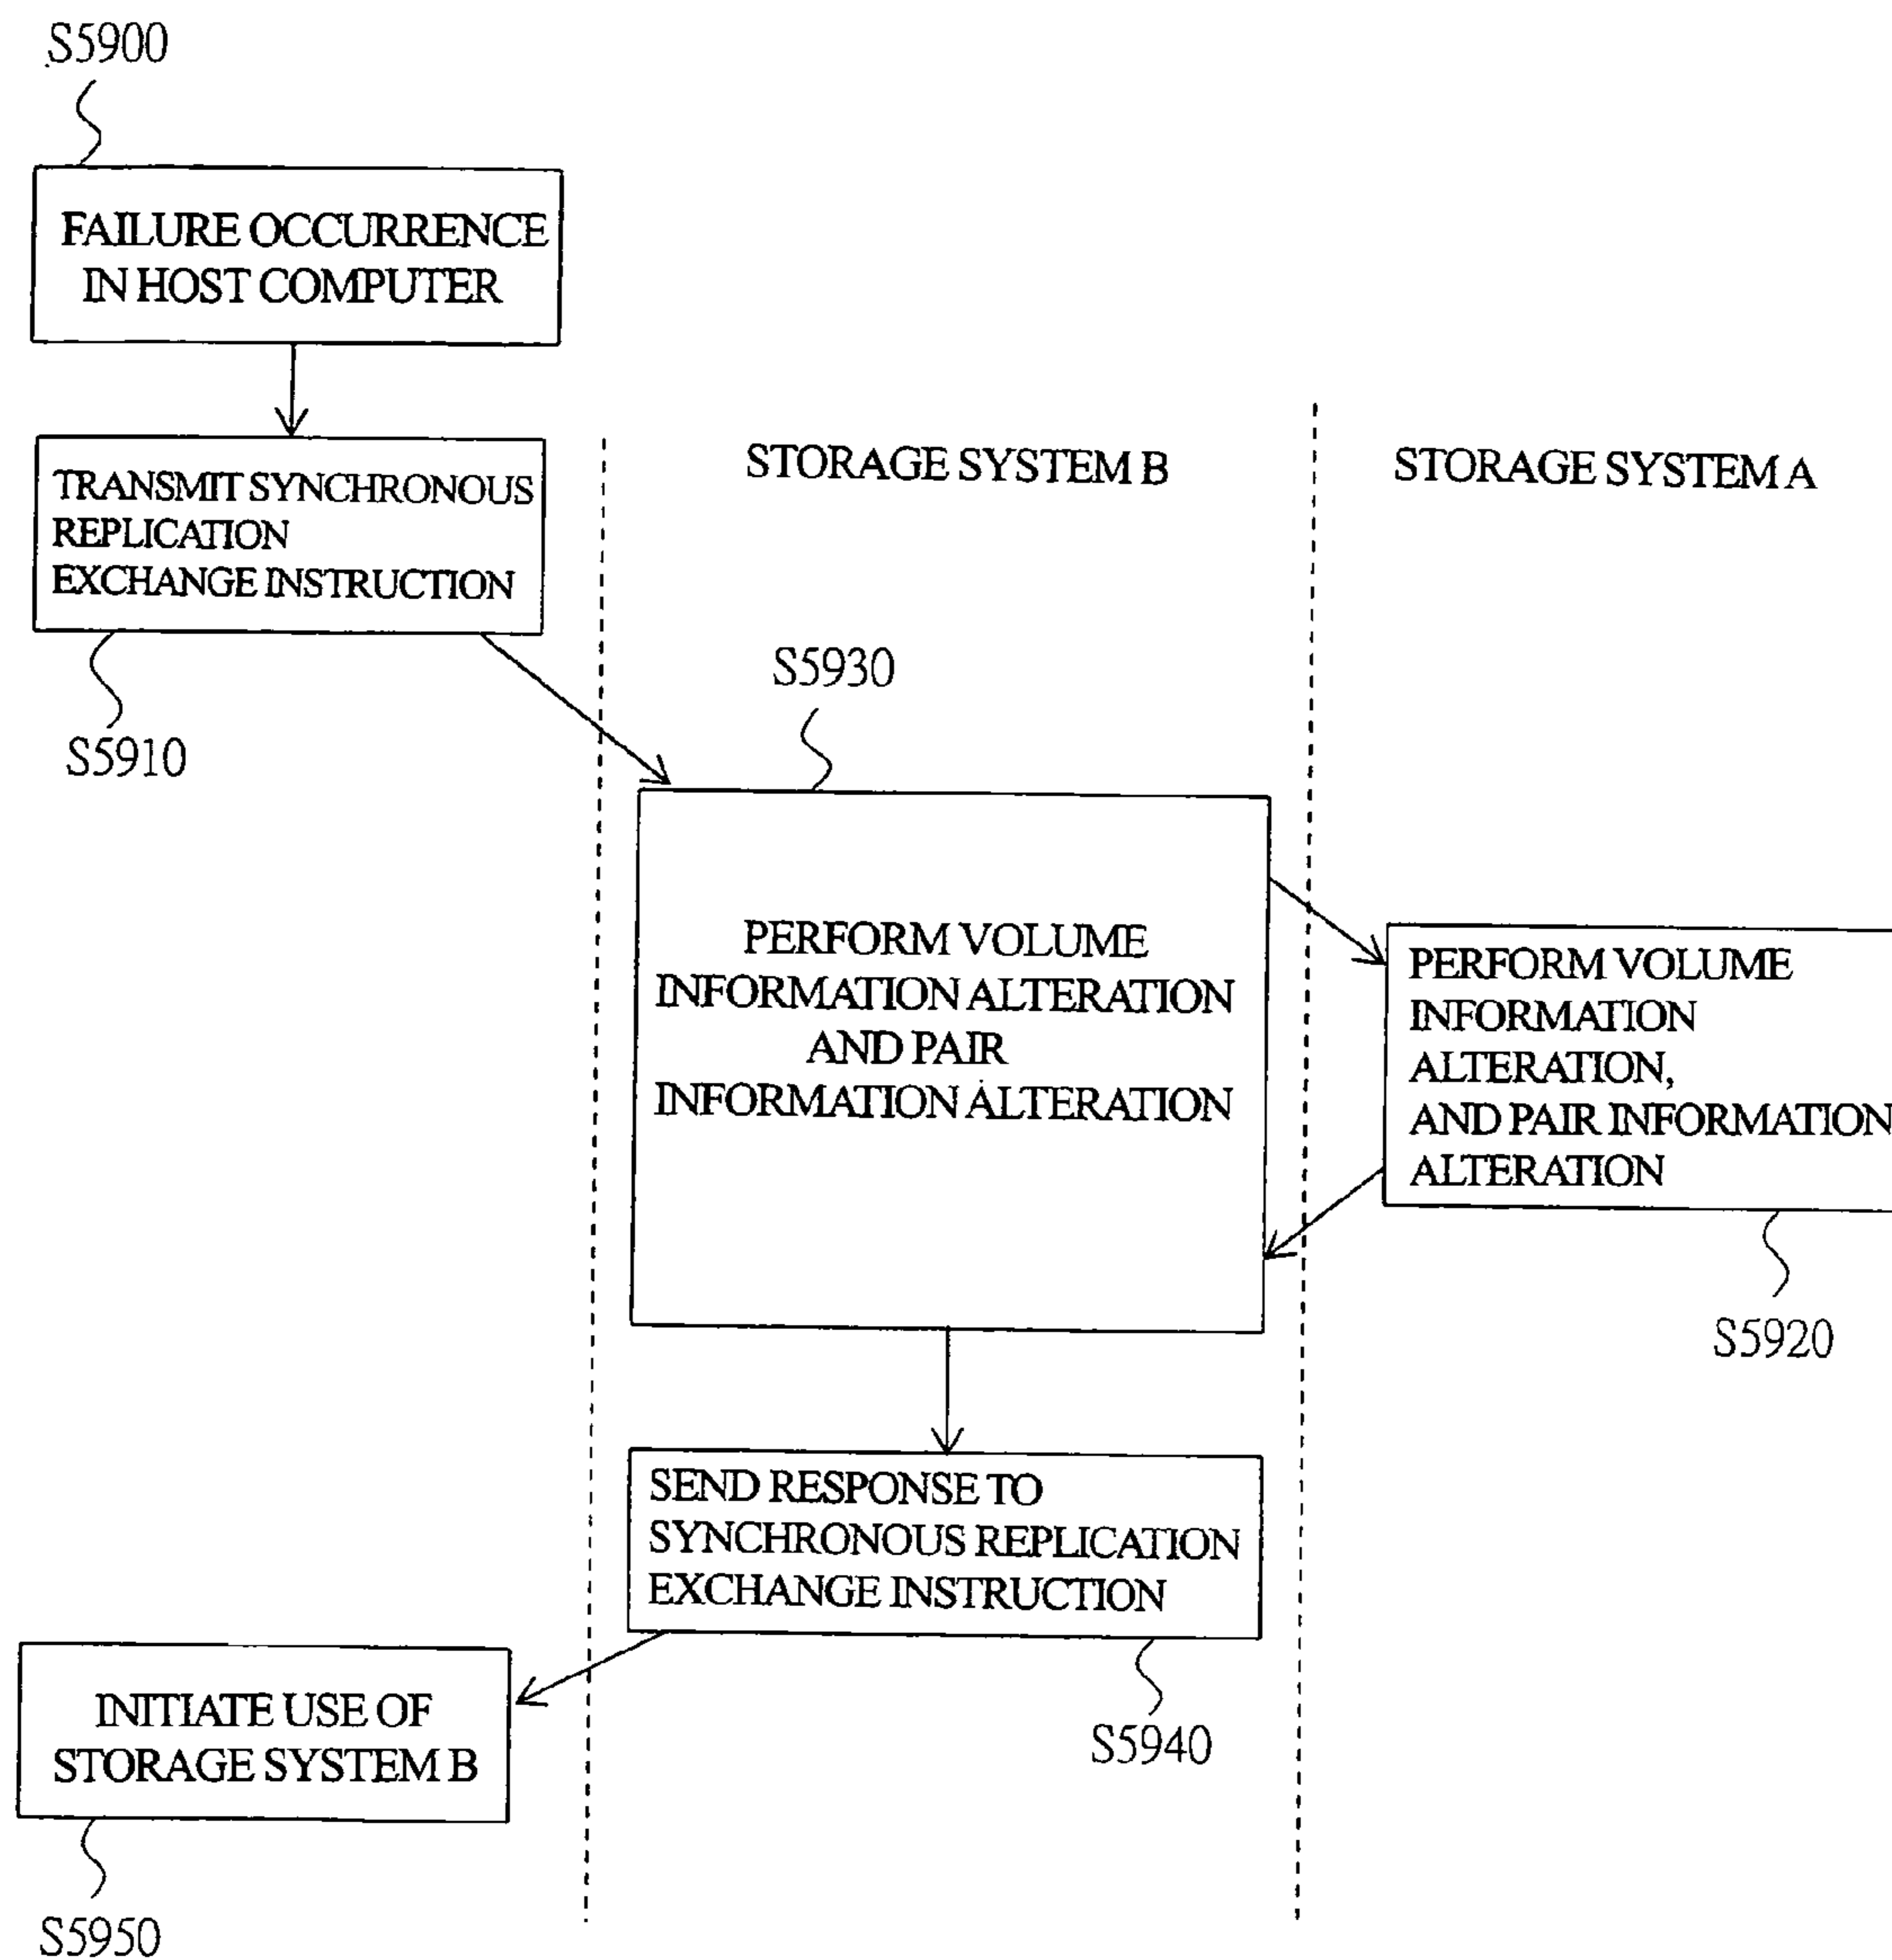 S5900
FAILURE OCCURRENCE
IN HOST COMPUTER
TRANSMIT SYNCHRONOUS
REPLICATION
EXCHANGE INSTRUCTION
S5910
STORAGE SYSTEM B
STORAGE SYSTEM A
S5930
PERFORM VOLUME
INFORMATION ALTERATION
AND PAIR
INFORMATION ALTERATION
PERFORM VOLUME
INFORMATION
ALTERATION,
AND PAIR INFORMATION
ALTERATION
S5920
SEND RESPONSE TO
SYNCHRONOUS REPLICATION
EXCHANGE INSTRUCTION
S5940
INITIATE USE OF
STORAGE SYSTEM B
S5950